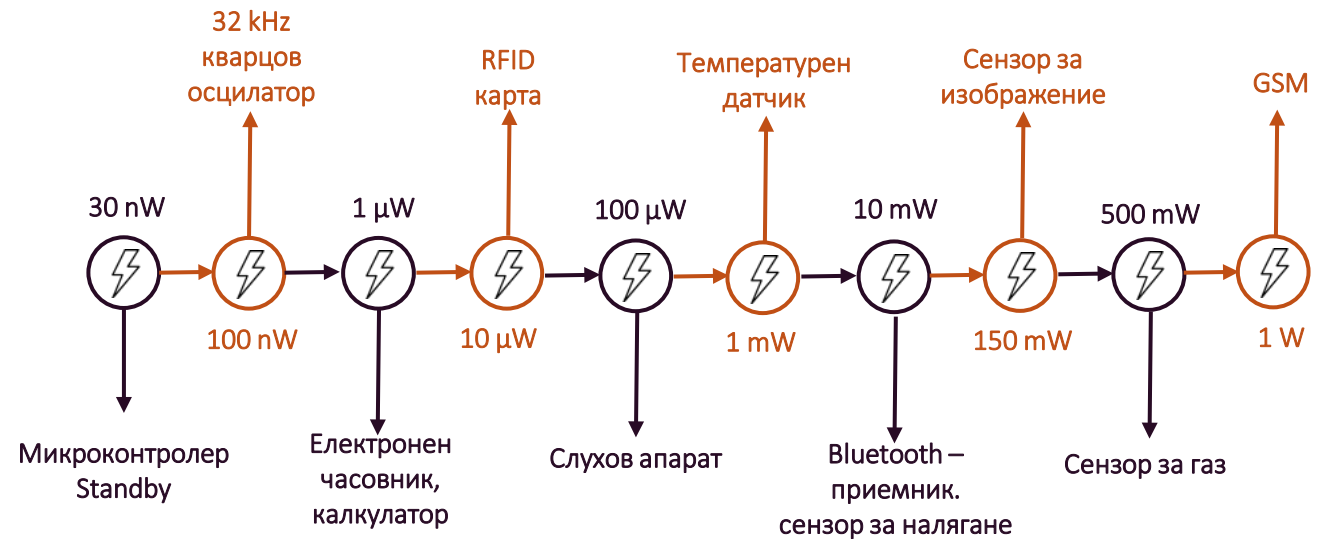 32 kHz
кварцов
осцилатор
RFID
карта
Температурен
датчик
Сензор за
изображение
GSM
30 nW
1 µW
100 µW
10 mW
500 mW
100 nW
10 µW
1 mW
150 mW
1 W
Микроконтролер
Standby
Електронен
часовник,
калкулатор
Слухов апарат
Bluetooth –
приемник.
сензор за налягане
Сензор за газ